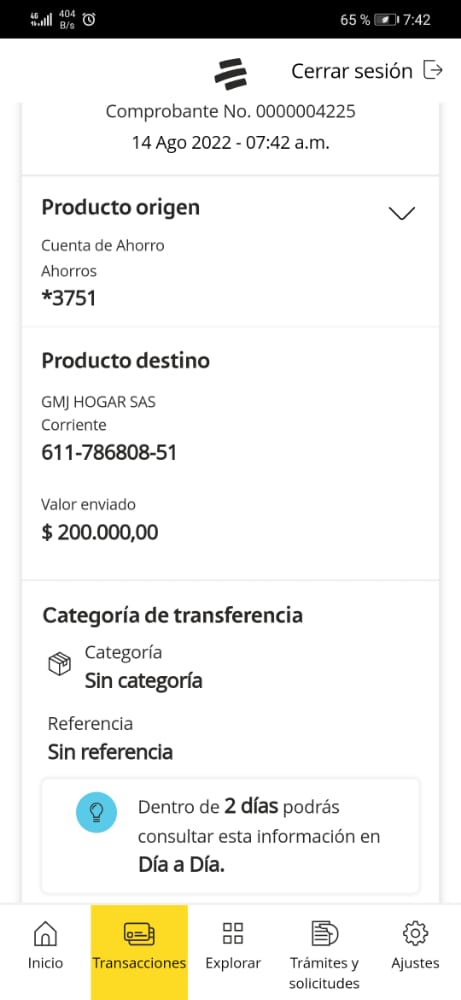 4G
404
B/s
65 %
7:42
Cerrar sesión
Comprobante No. 0000004225
14 Ago 2022 - 07:42 a.m.
Producto origen
Cuenta de Ahorro
Ahorros
*3751
Producto destino
GMJ HOGAR SAS
Corriente
611-786808-51
Valor enviado
$ 200.000,00
Categoría de transferencia
Categoría
Sin categoría
Referencia
Sin referencia
Dentro de 2 días podrás
consultar esta información en
Día a Día.
Inicio
Transacciones
Explorar
Trámites y
solicitudes
Ajustes